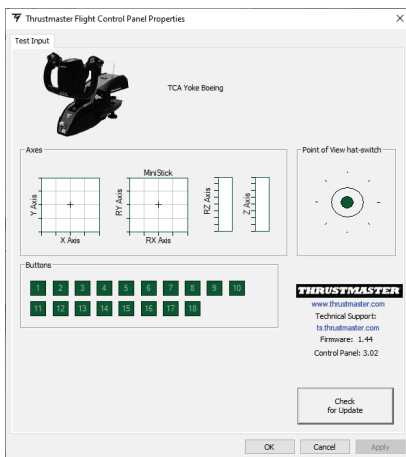 Thrustmaster Flight Control Panel Properties
Test Input
TCA Yoke Boeing
Axes
MiniStick
Y Axis
X Axis
RY Axis
RX Axis
RZ Axis
Z Axis
Point of View hat-switch
Buttons
1 2 3 4 5 6 7 8 9 10
11 12 13 14 15 16 17 18
THRUSTMASTER
www.thrustmaster.com
Technical Support:
ts.thrustmaster.com
Firmware: 1.44
Control Panel: 3.02
Check
for Update
OK Cancel Apply